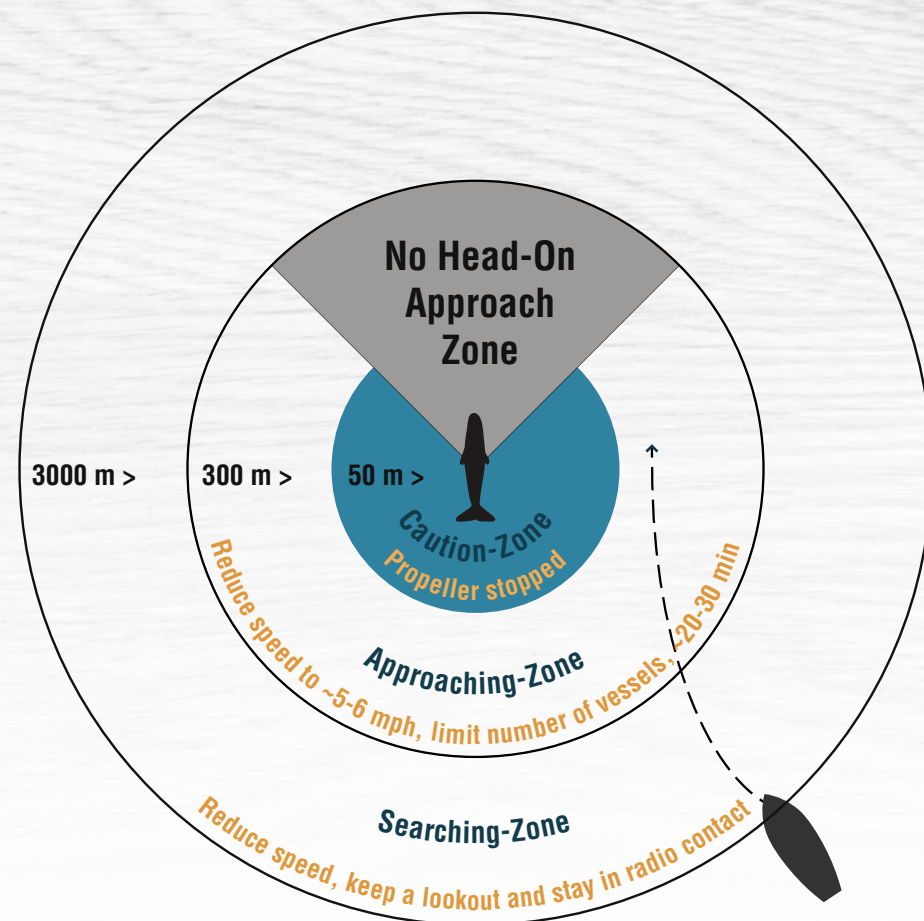 No Head-On
Approach
Zone
3000 m >
300 m >
50 m >
Caution-Zone
Propeller stopped
Approaching-Zone
Reduce speed to ~5-6 mph, limit number of vessels, ~20-30 min
Searching-Zone
Reduce speed, keep a lookout and stay in radio contact